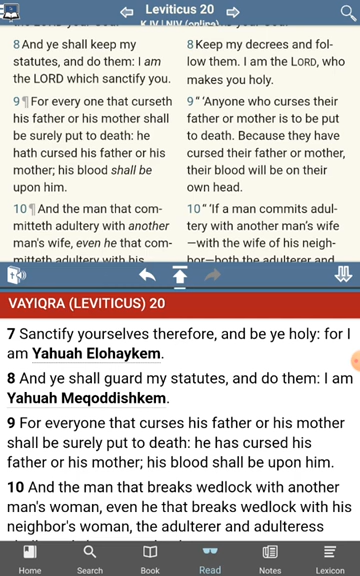 Leviticus 20
KJV | NIV (online)
8 And ye shall keep my
statutes, and do them: I am
the LORD which sanctify you.
9 ¶ For every one that curseth
his father or his mother shall
be surely put to death: he
hath cursed his father or his
mother; his blood shall be
upon him.
10 ¶ And the man that com-
mitteth adultery with another
man's wife, even he that com-
mitteth adultery with his
8 Keep my decrees and fol-
low them. I am the LORD, who
makes you holy.
9 “ ‘Anyone who curses their
father or mother is to be put
to death. Because they have
cursed their father or mother,
their blood will be on their
own head.
10 “ ‘If a man commits adul-
tery with another man’s wife
—with the wife of his neigh-
bor—both the adulterer and
VAYIQRA (LEVITICUS) 20
7 Sanctify yourselves therefore, and be ye holy: for I
am Yahuah Elohaykem.
8 And ye shall guard my statutes, and do them: I am
Yahuah Meqoddishkem.
9 For everyone that curses his father or his mother
shall be surely put to death: he has cursed his
father or his mother; his blood shall be upon him.
10 And the man that breaks wedlock with another
man's woman, even he that breaks wedlock with his
neighbor's woman, the adulterer and adulteress
Home
Search
Book
Read
Notes
Lexicon